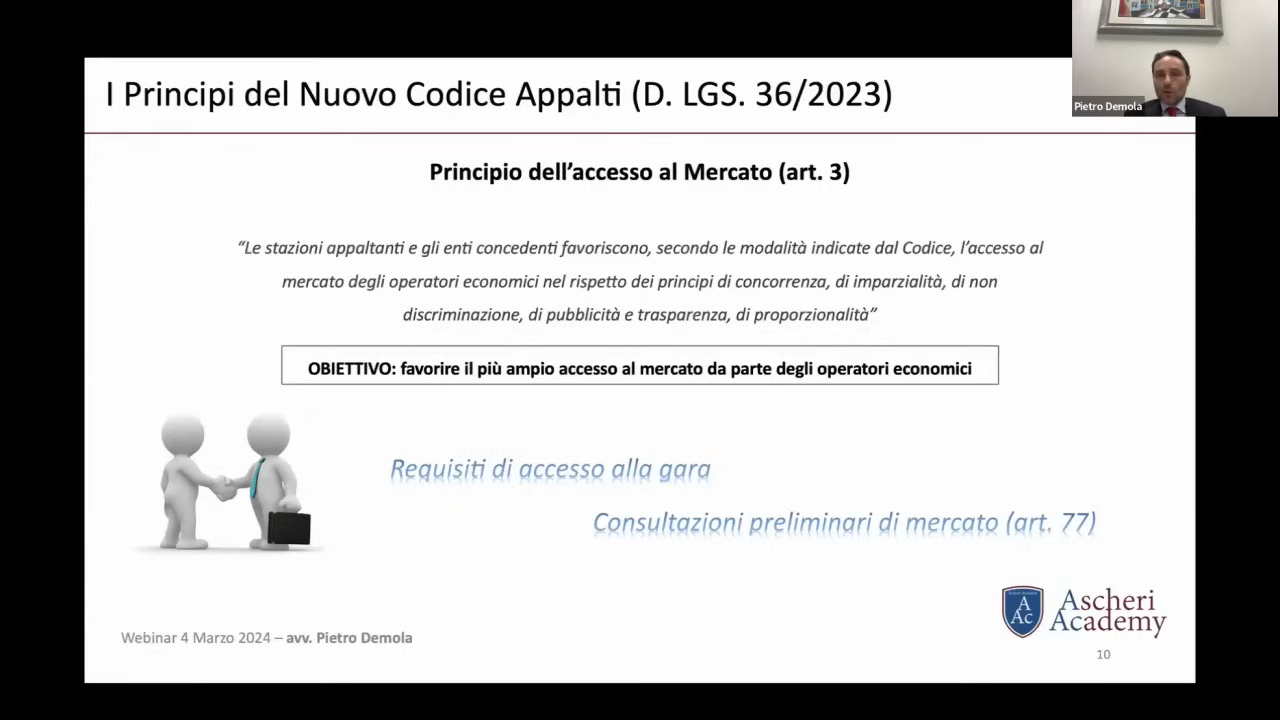 I Principi del Nuovo Codice Appalti (D. LGS. 36/2023)
Pietro Demola
Principio dell’accesso al Mercato (art. 3)
“Le stazioni appaltanti e gli enti concedenti favoriscono, secondo le modalità indicate dal Codice, l’accesso al
mercato degli operatori economici nel rispetto dei principi di concorrenza, di imparzialità, di non
discriminazione, di pubblicità e trasparenza, di proporzionalità”
OBIETTIVO: favorire il più ampio accesso al mercato da parte degli operatori economici
Requisiti di accesso alla gara
Consultazioni preliminari di mercato (art. 77)
A
Ac
Ascheri
Academy
Webinar 4 Marzo 2024 – avv. Pietro Demola
10